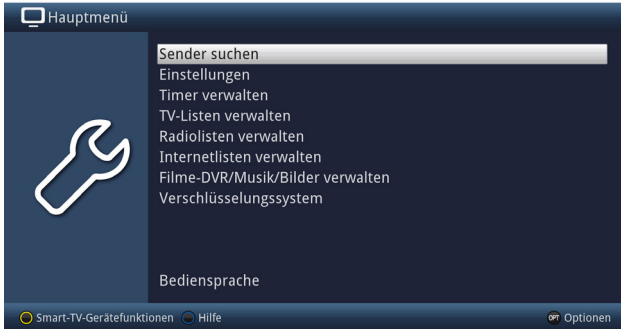 Hauptmenü
Sender suchen
Einstellungen
Timer verwalten
TV-Listen verwalten
Radiolisten verwalten
Internetlisten verwalten
Filme-DVR/Musik/Bilder verwalten
Verschlüsselungssystem
Bediensprache
Smart-TV-Gerätefunktionen Hilfe OPT Optionen